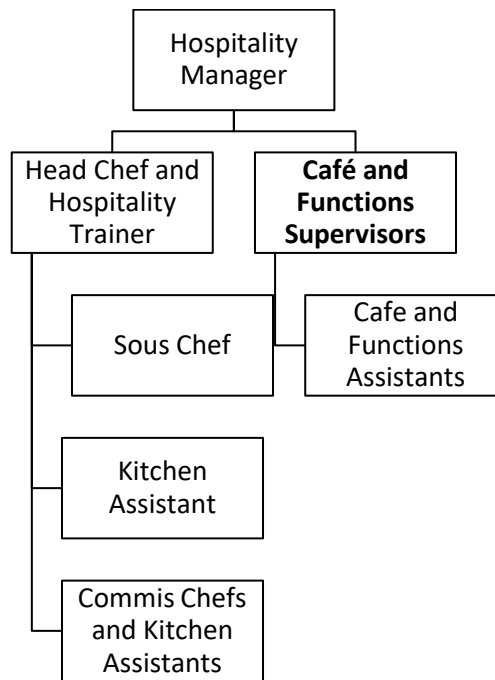 Hospitality
Manager
Head Chef and
Hospitality
Trainer
Café and
Functions
Supervisors
Sous Chef
Cafe and
Functions
Assistants
Kitchen
Assistant
Commis Chefs
and Kitchen
Assistants